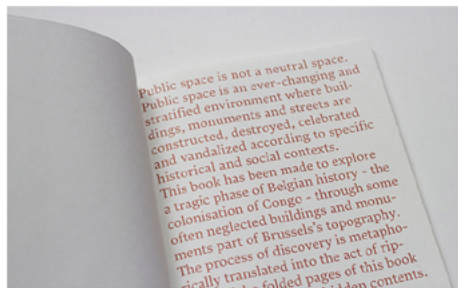 Public space is not a neutral space.
Public space is an ever-changing and
stratified environment where buil-
dings, monuments and streets are
constructed, destroyed, celebrated
and vandalized according to specific
historical and social contexts.
This book has been made to explore
a tragic phase of Belgian history - the
colonisation of Congo - through some
often neglected buildings and monu-
ments part of Brussels's topography.
The process of discovery is metapho-
rically translated into the act of rip-
folded pages of this book
contents.